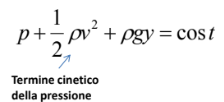 p + 1/2 ρv² + ρgy = cost
Termine cinetico
della pressione